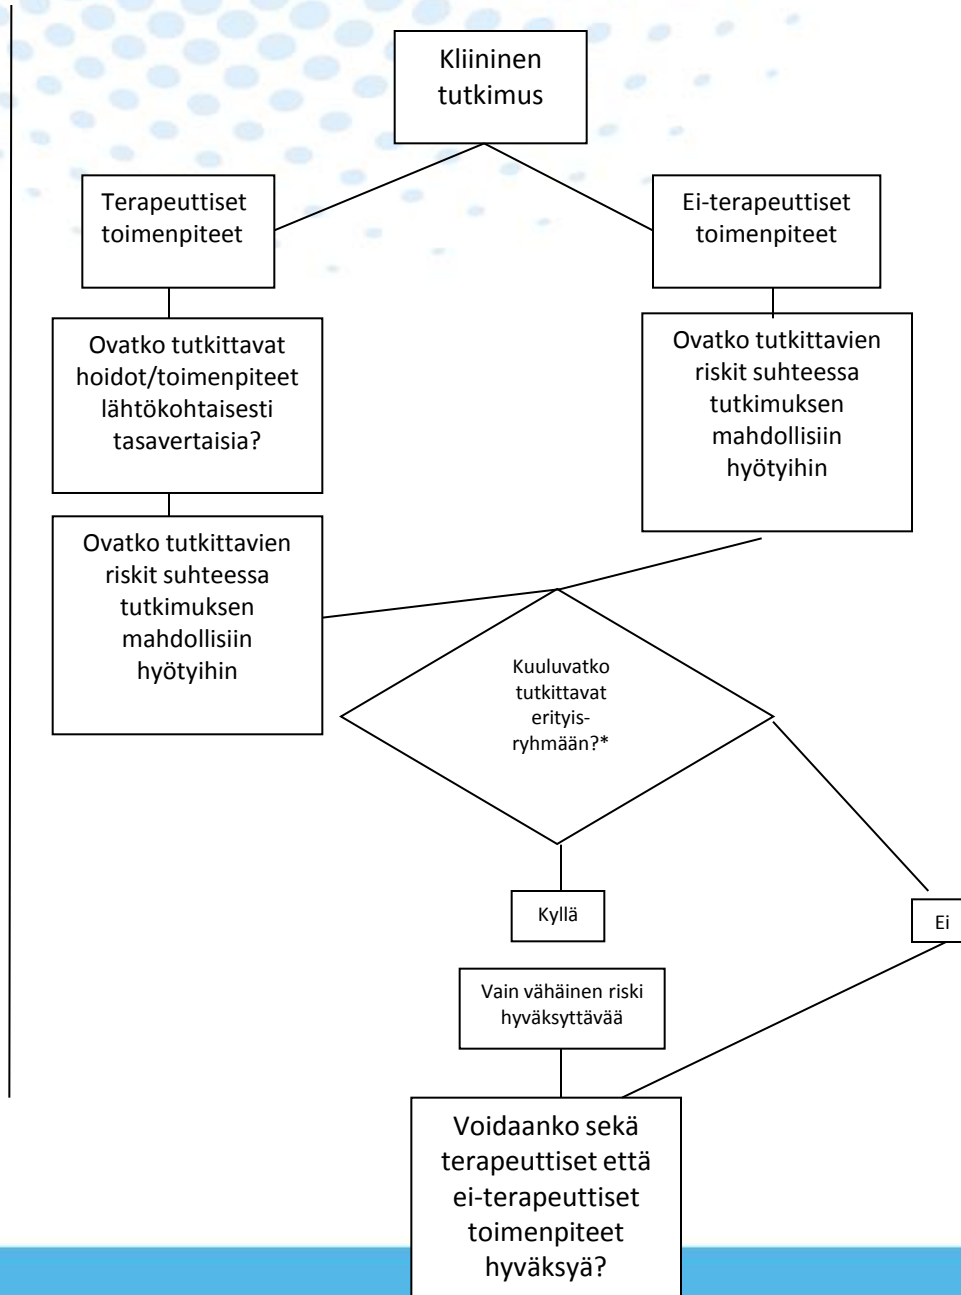 Kliininen
tutkimus
Terapeuttiset
toimenpiteet
Ei-terapeuttiset
toimenpiteet
Ovatko tutkittavat
hoidot/toimenpiteet
lähtökohtaisesti
tasavertaisia?
Ovatko tutkittavien
riskit suhteessa
tutkimuksen
mahdollisiin
hyötyihin
Ovatko tutkittavien
riskit suhteessa
tutkimuksen
mahdollisiin
hyötyihin
Kuuluvatko
tutkittavat
erityis-
ryhmään?*
Kyllä
Ei
Vain vähäinen riski
hyväksyttävää
Voidaanko sekä
terapeuttiset että
ei-terapeuttiset
toimenpiteet
hyväksyä?